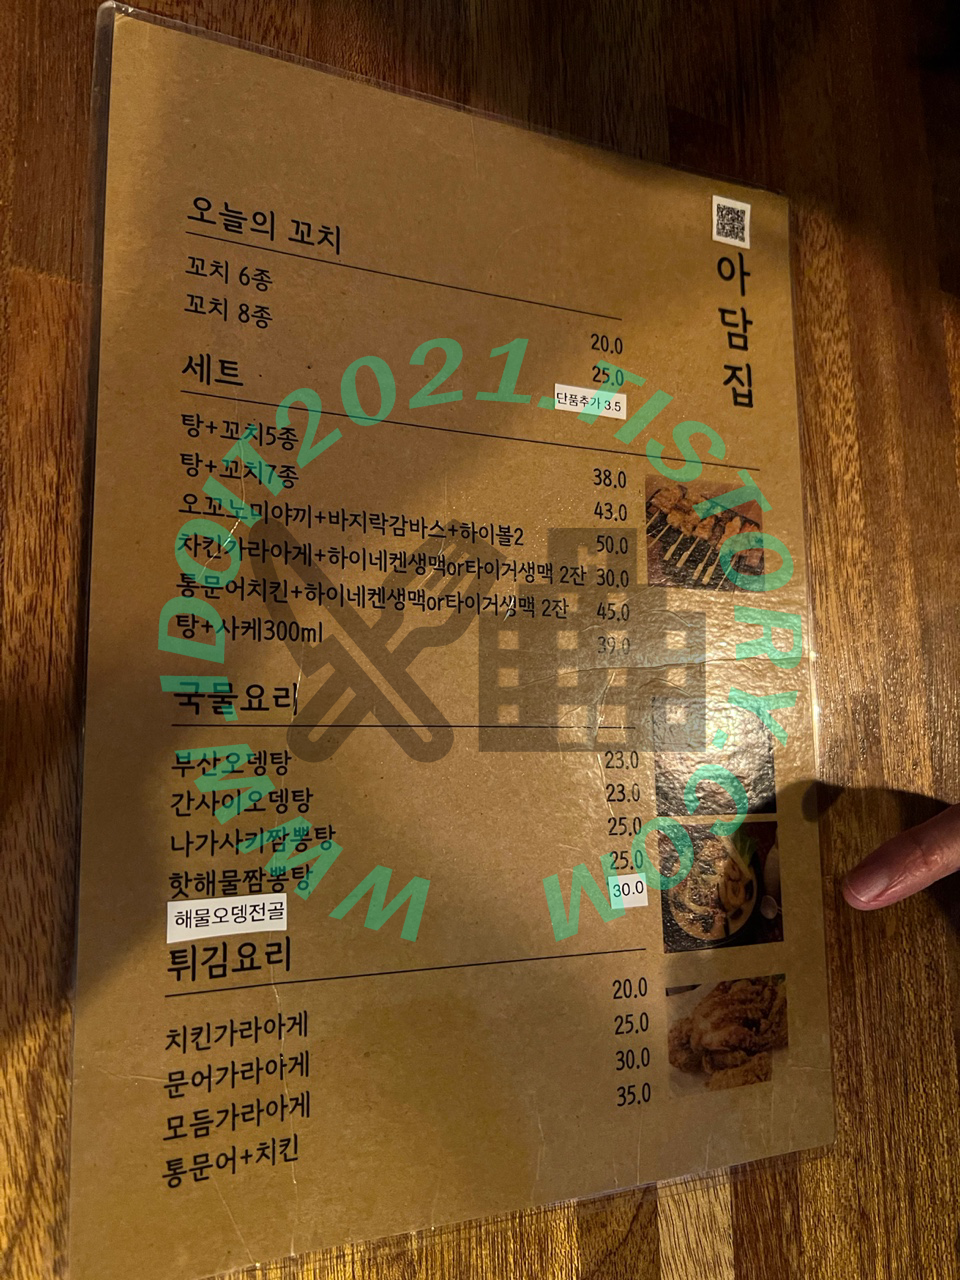 아담집
오늘의 꼬치
꼬치 6종 20.0
꼬치 8종 25.0
단품추가 3.5
세트
탕+꼬치5종 38.0
탕+꼬치7종 43.0
오꼬노미야끼+바지락감바스+하이볼2 50.0
차킨가라아게+하이네켄생맥or타이거생맥 2잔 30.0
통문어치킨+하이네켄생맥or타이거생맥 2잔 45.0
탕+사케300ml 39.0
국물요리
부산오뎅탕 23.0
간사이오뎅탕 23.0
나가사키짬뽕탕 25.0
핫해물짬뽕탕 25.0
해물오뎅전골 30.0
튀김요리
치킨가라아게 20.0
문어가라아게 25.0
모듬가라아게 30.0
통문어+치킨 35.0
WWW.JDON2021.TISTORY.COM